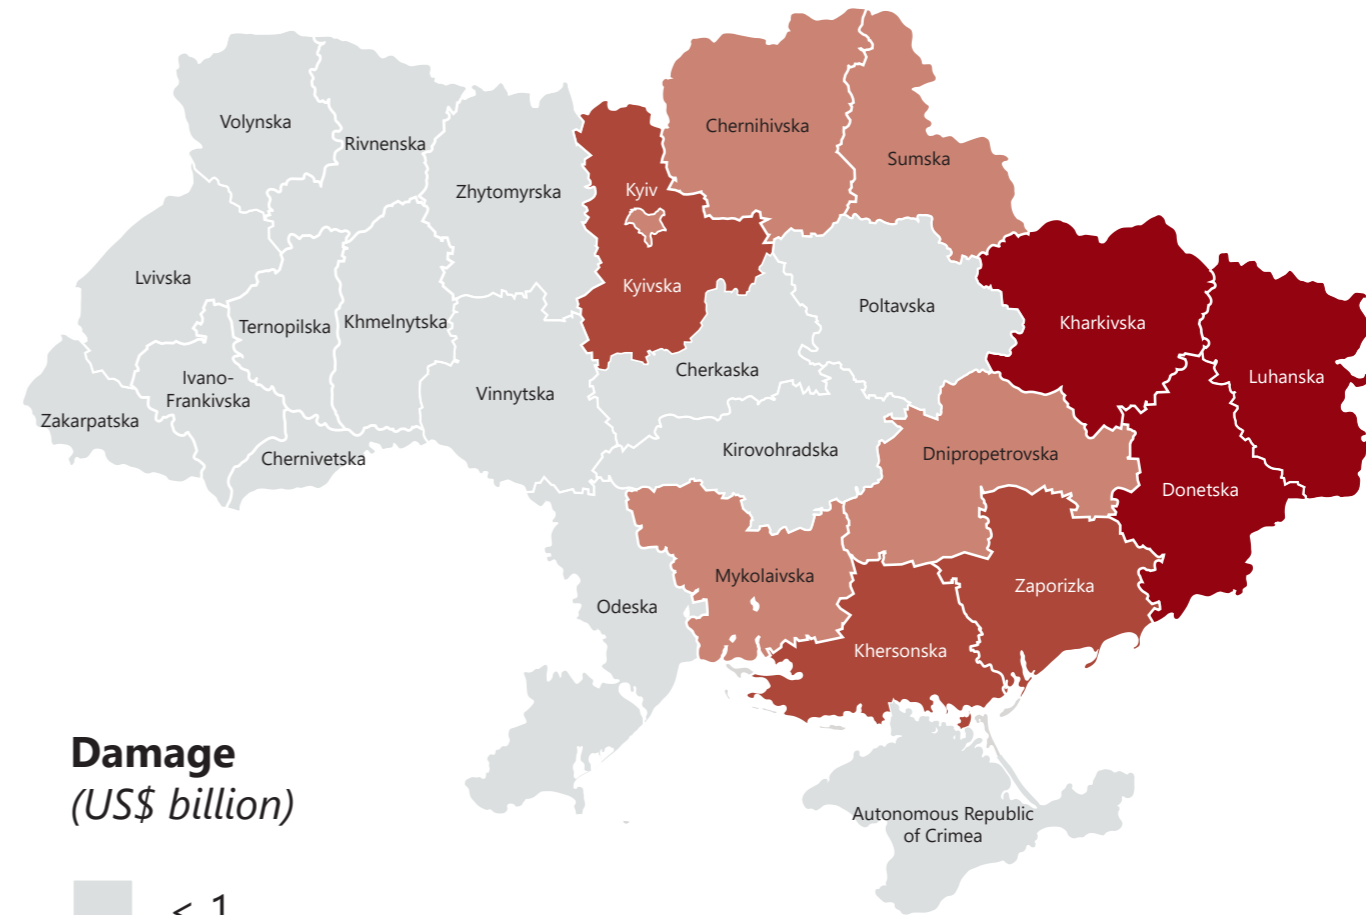 Volynska
Rivnenska
Zhytomyrska
Kyiv
Chernihivska
Sumska
Lvivska
Ternopilska
Khmelnytska
Kyivska
Poltavska
Kharkivska
Luhanska
Zakarpatska
Ivano-
Frankivska
Chernivetska
Vinnytska
Cherkaska
Kirovohradska
Dnipropetrovska
Donetska
Odeska
Mykolaivska
Khersonska
Zaporizka
Autonomous Republic
of Crimea
Damage
(US$ billion)
< 1